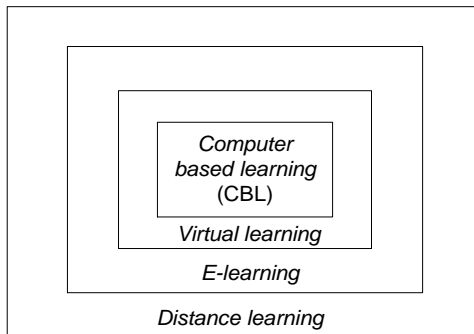 Computer
based learning
(CBL)
Virtual learning
E-learning
Distance learning